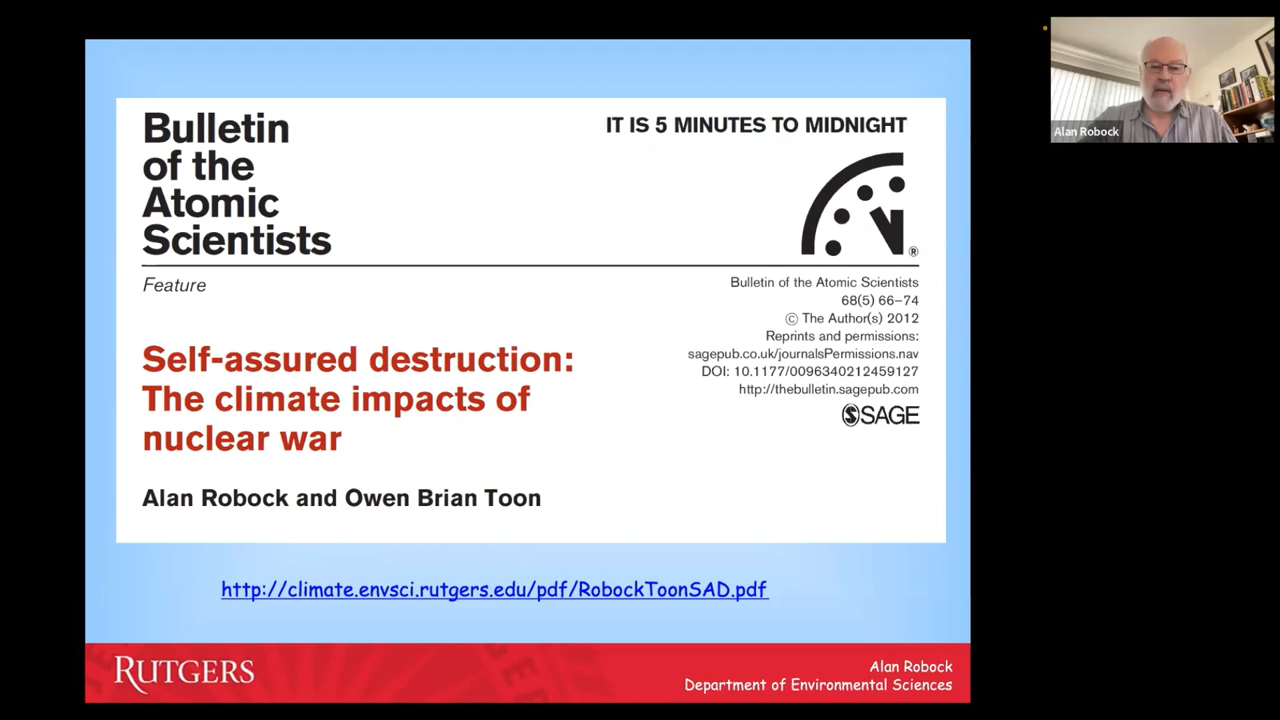 Bulletin
of the
Atomic
Scientists
IT IS 5 MINUTES TO MIDNIGHT
®
Feature
Bulletin of the Atomic Scientists
68(5) 66–74
© The Author(s) 2012
Reprints and permissions:
sagepub.co.uk/journalsPermissions.nav
DOI: 10.1177/0096340212459127
http://thebulletin.sagepub.com
SAGE
Self-assured destruction:
The climate impacts of
nuclear war
Alan Robock and Owen Brian Toon
http://climate.envsci.rutgers.edu/pdf/RobockToonSAD.pdf
RUTGERS
Alan Robock
Department of Environmental Sciences
Alan Robock